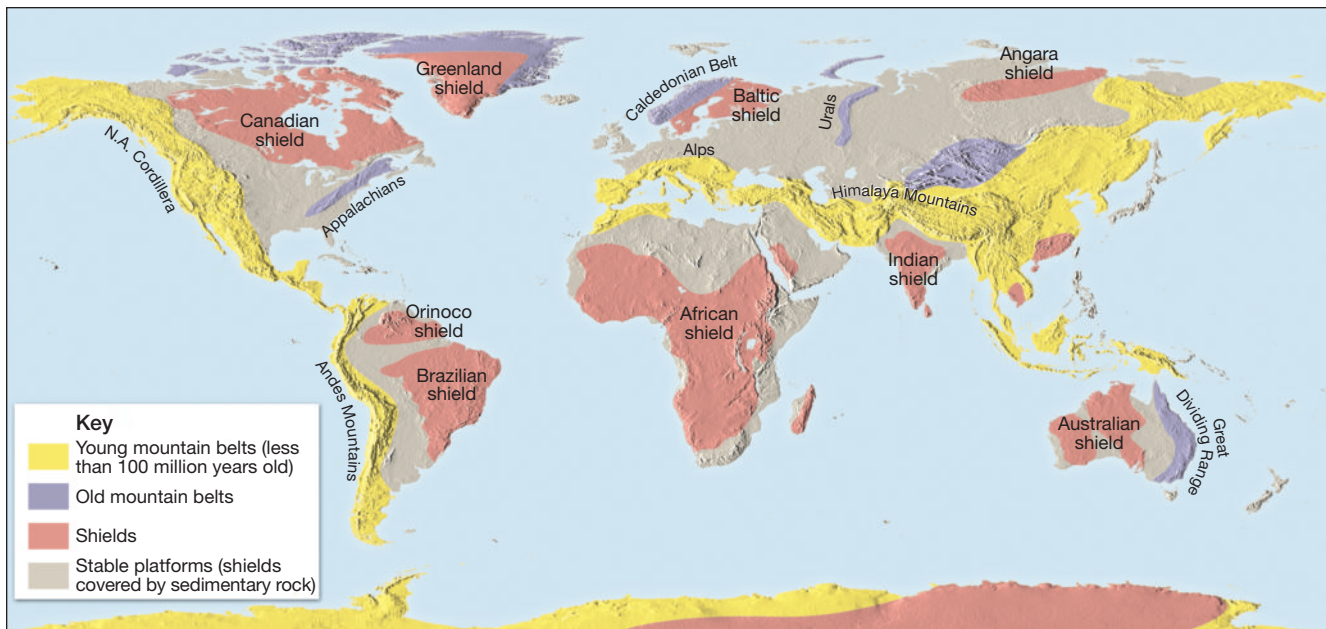 Greenland
shield
Caldedonian Belt
Angara
shield
Canadian
shield
Baltic
shield
Urals
N.A. Cordillera
Appalachians
Alps
Himalaya Mountains
Indian
shield
Orinoco
shield
African
shield
Brazilian
shield
Andes Mountains
Australian
shield
Great
Dividing Range
Key
Young mountain belts (less
than 100 million years old)
Old mountain belts
Shields
Stable platforms (shields
covered by sedimentary rock)